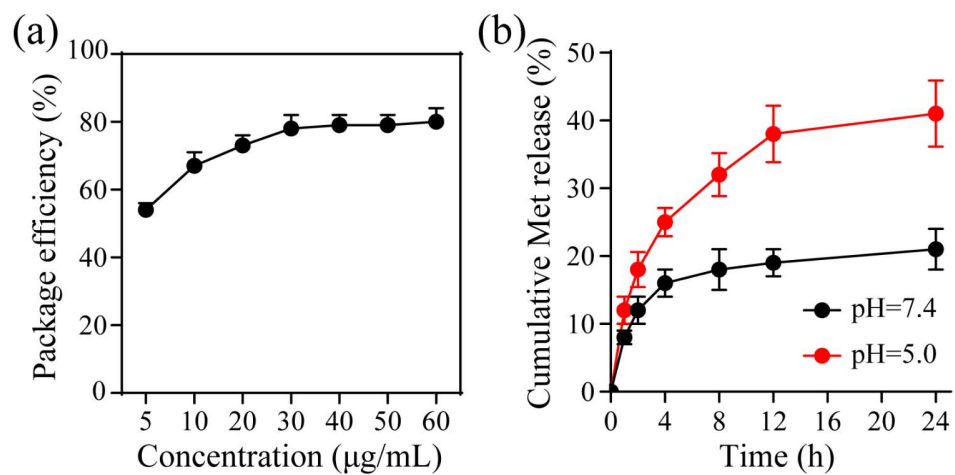 (a)
Package efficiency (%)
100
80
60
40
20
0
5 10 20 30 40 50 60
Concentration (μg/mL)
(b)
Cumulative Met release (%)
50
40
30
20
10
0
0 4 8 12 16 20 24
Time (h)
pH=7.4
pH=5.0